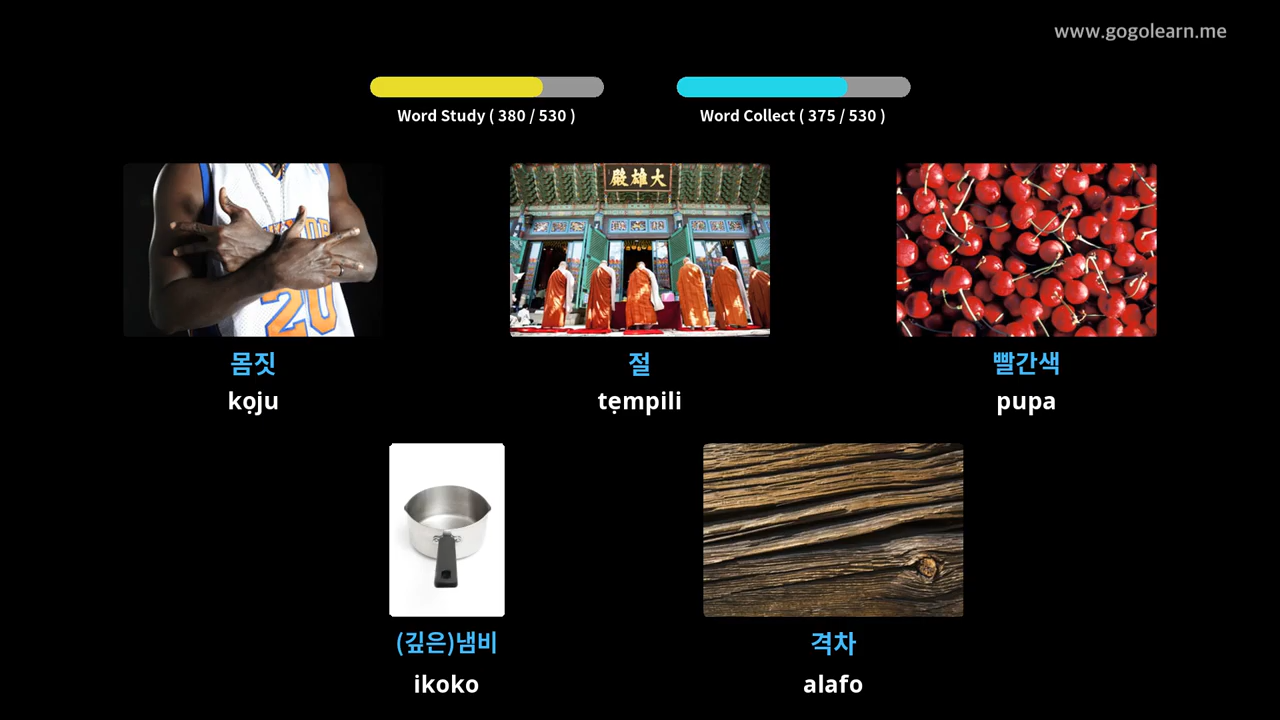 www.gogolearn.me
Word Study ( 380 / 530 )
Word Collect ( 375 / 530 )
20
殿雄大
몸짓
절
빨간색
kọju
tẹmpili
pupa
(깊은)냄비
격차
ikoko
alafo